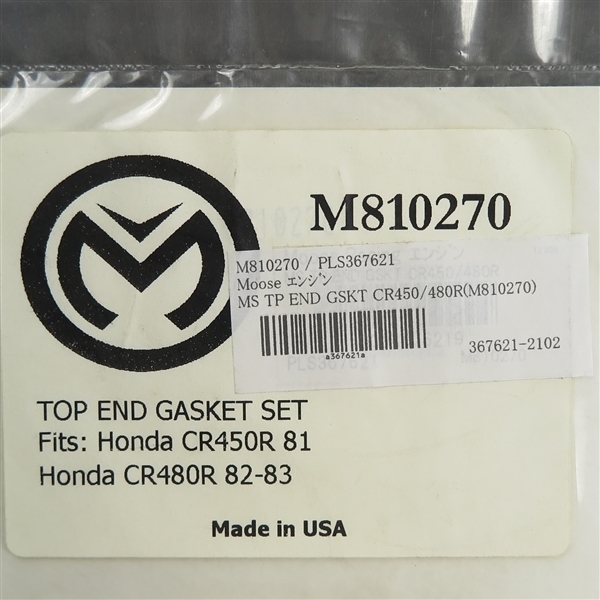 M810270
M810270 / PLS367621
Moose ｴﾝｼﾞﾝ
MS TP END GSKT CR450/480R(M810270)
a367621a
367621-2102
TOP END GASKET SET
Fits: Honda CR450R 81
Honda CR480R 82-83
Made in USA